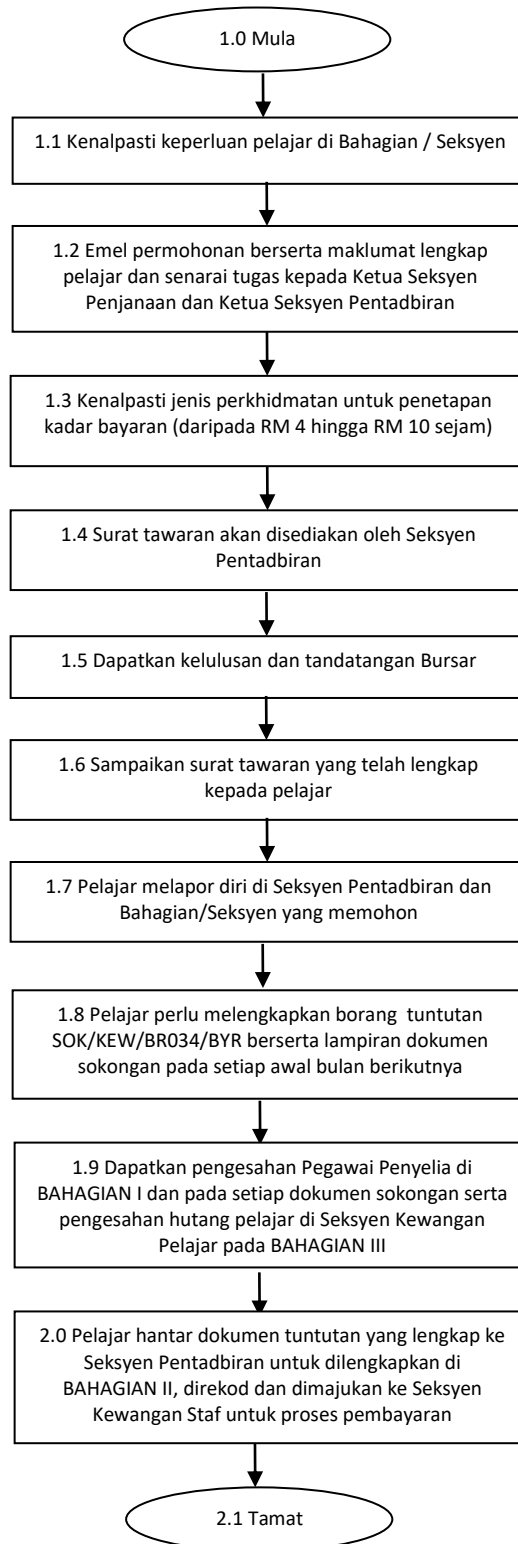 1.0 Mula
1.1 Kenalpasti keperluan pelajar di Bahagian / Seksyen
1.2 Emel permohonan berserta maklumat lengkap
pelajar dan senarai tugas kepada Ketua Seksyen
Penjanaan dan Ketua Seksyen Pentadbiran
1.3 Kenalpasti jenis perkhidmatan untuk penetapan
kadar bayaran (daripada RM 4 hingga RM 10 sejam)
1.4 Surat tawaran akan disediakan oleh Seksyen
Pentadbiran
1.5 Dapatkan kelulusan dan tandatangan Bursar
1.6 Sampaikan surat tawaran yang telah lengkap
kepada pelajar
1.7 Pelajar melapor diri di Seksyen Pentadbiran dan
Bahagian/Seksyen yang memohon
1.8 Pelajar perlu melengkapkan borang tuntutan
SOK/KEW/BR034/BYR berserta lampiran dokumen
sokongan pada setiap awal bulan berikutnya
1.9 Dapatkan pengesahan Pegawai Penyelia di
BAHAGIAN I dan pada setiap dokumen sokongan serta
pengesahan hutang pelajar di Seksyen Kewangan
Pelajar pada BAHAGIAN III
2.0 Pelajar hantar dokumen tuntutan yang lengkap ke
Seksyen Pentadbiran untuk dilengkapkan di
BAHAGIAN II, direkod dan dimajukan ke Seksyen
Kewangan Staf untuk proses pembayaran
2.1 Tamat